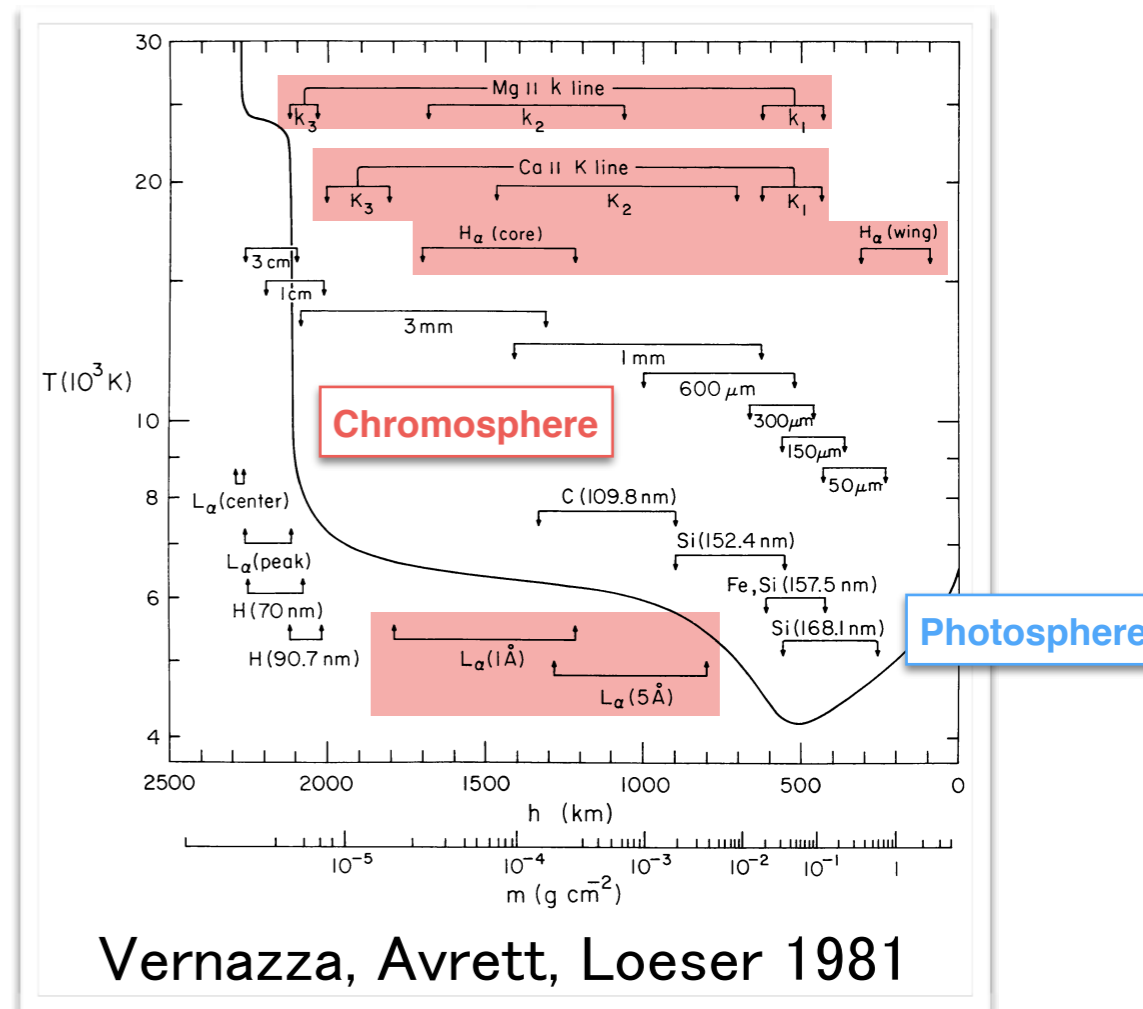 30
Mg II k line
k3
k2
k1
Ca II K line
20
K3
K2
K1
Hα (core)
Hα (wing)
3 cm
1 cm
3 mm
1 mm
T(10³ K)
600 μm
10
Chromosphere
300μm
150μm
8
50μm
Lα(center)
C (109.8 nm)
Si(152.4 nm)
Lα(peak)
Fe,Si(157.5 nm)
6
H(70 nm)
Si(168.1 nm)
Photosphere
H(90.7 nm)
Lα(1Å)
Lα(5Å)
4
2500 2000 1500 1000 500 0
h (km)
10⁻⁵ 10⁻⁴ 10⁻³ 10⁻² 10⁻¹ 1
m (g cm⁻²)
Vernazza, Avrett, Loeser 1981